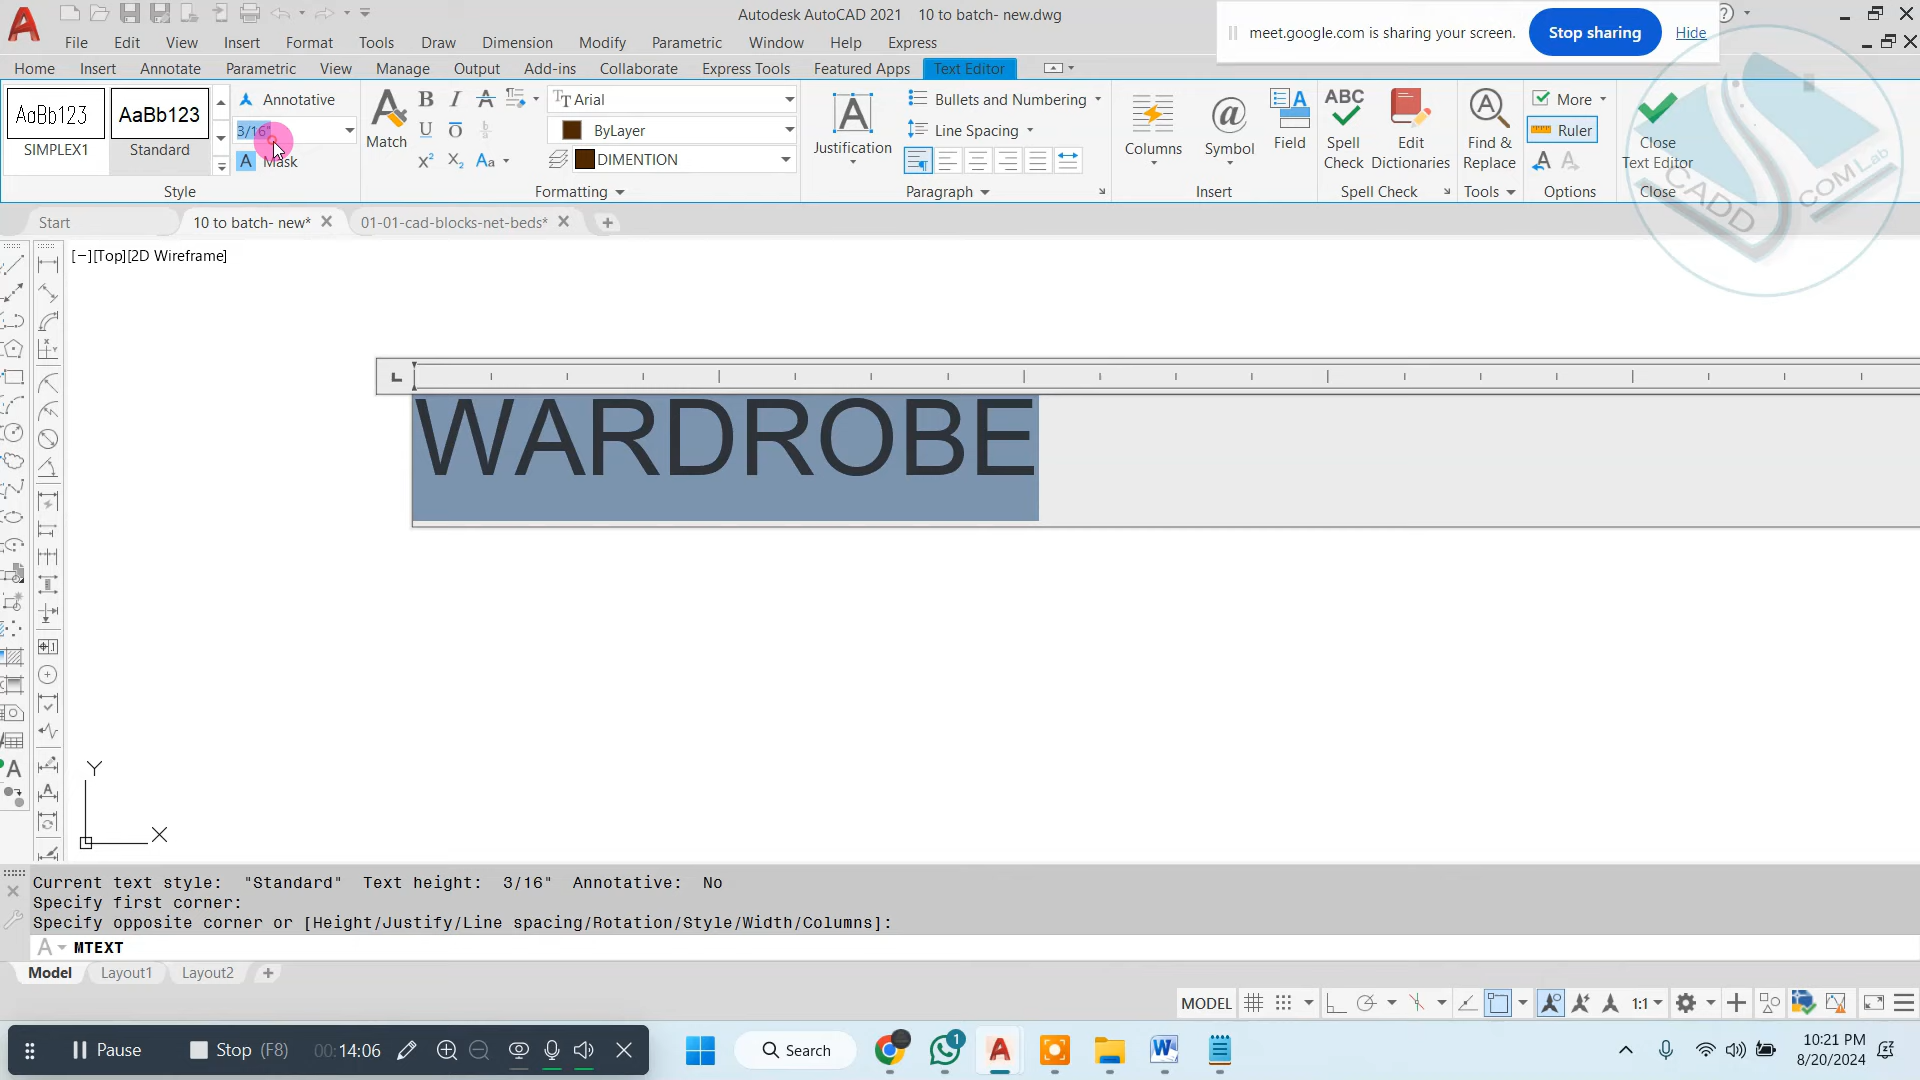 Autodesk AutoCAD 2021 10 to batch- new.dwg
meet.google.com is sharing your screen. Stop sharing Hide
File Edit View Insert Format Tools Draw Dimension Modify Parametric Window Help Express
Home Insert Annotate Parametric View Manage Output Add-ins Collaborate Express Tools Featured Apps Text Editor
AaBb123 AaBb123 Annotative Match B I A Arial Bullets and Numbering More
SIMPLEX1 Standard 3/16" U O ByLayer Justification Line Spacing Columns Symbol Field Spell Check Edit Dictionaries Find & Replace Ruler Close Text Editor
A Mask X² X₂ Aa DIMENTION
Style Formatting Paragraph Insert Spell Check Tools Options Close
CADD COMLab
Start 10 to batch- new* 01-01-cad-blocks-net-beds*
[−][Top][2D Wireframe]
WARDROBE
Y
X
Current text style: "Standard" Text height: 3/16" Annotative: No
Specify first corner:
Specify opposite corner or [Height/Justify/Line spacing/Rotation/Style/Width/Columns]:
MTEXT
Model Layout1 Layout2
MODEL 1:1
Pause Stop (F8) 00:14:06
Search
1
10:21 PM
8/20/2024